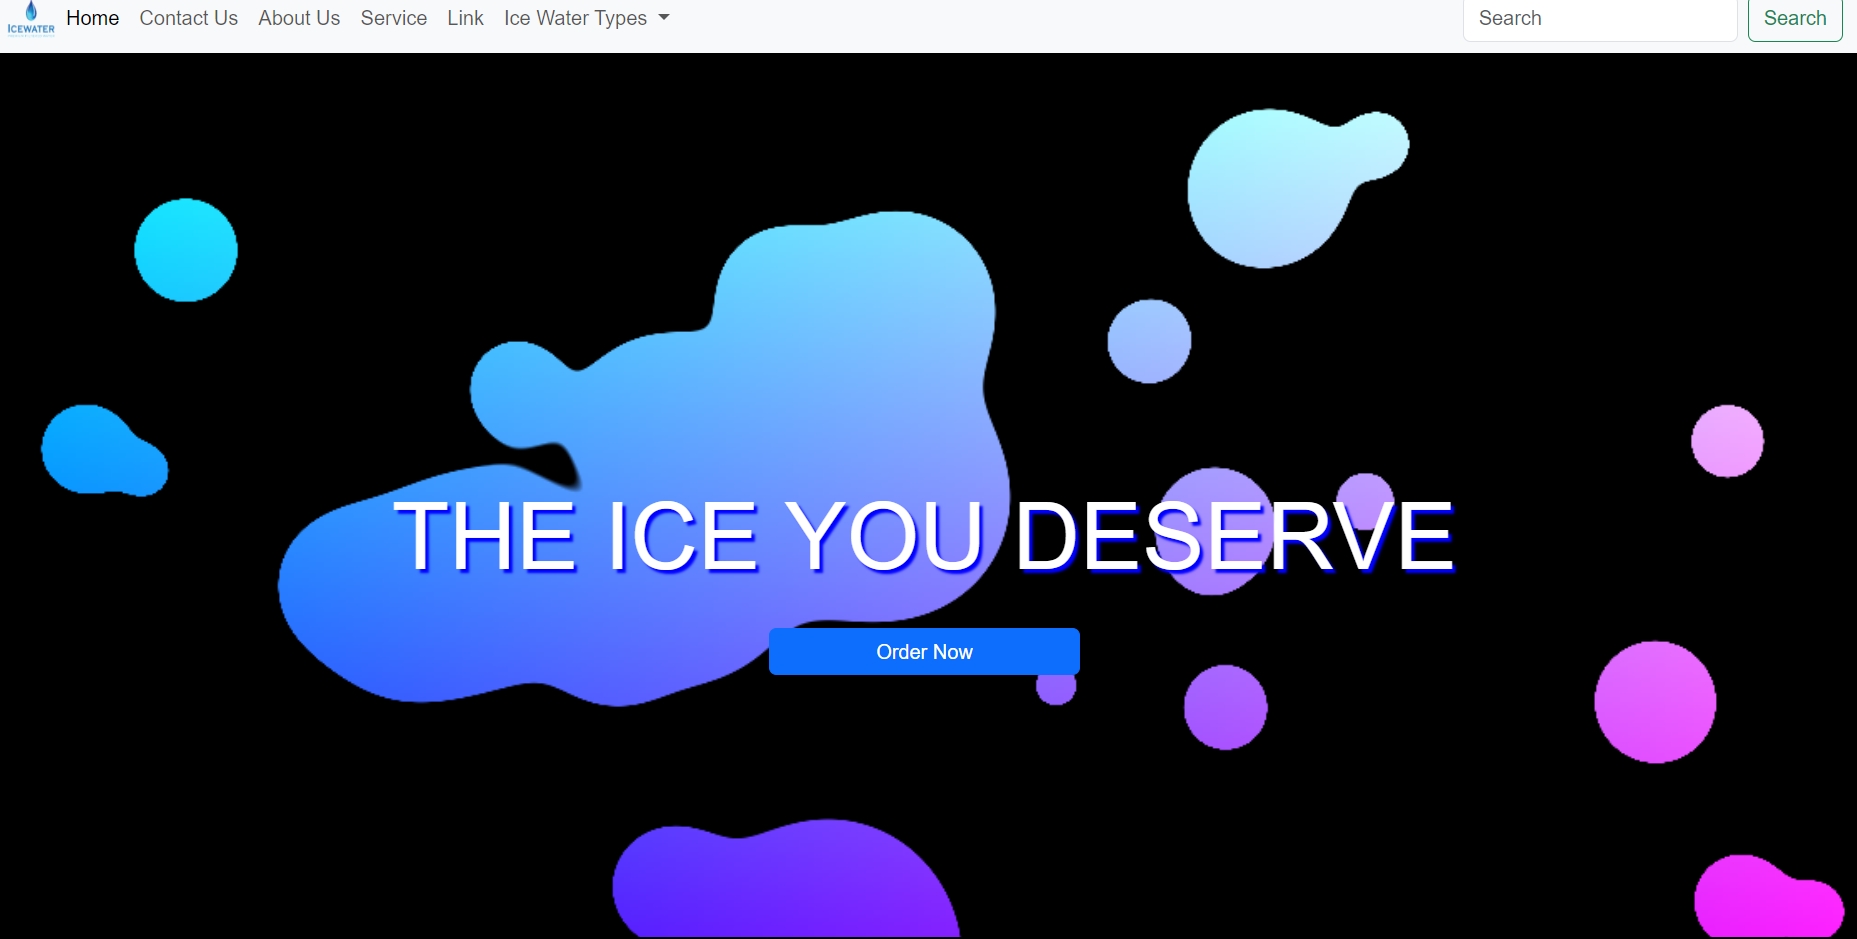 ICEWATER
Home Contact Us About Us Service Link Ice Water Types Search Search
THE ICE YOU DESERVE
Order Now